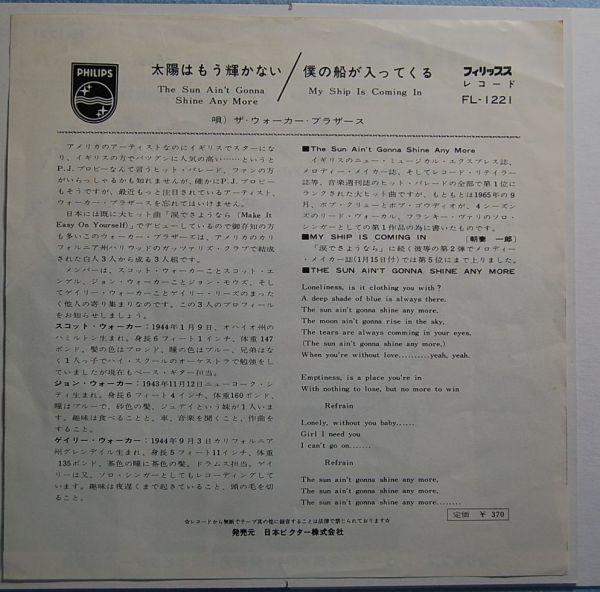 PHILIPS
太陽はもう輝かない／僕の船が入ってくる
The Sun Ain't Gonna
Shine Any More
My Ship Is Coming In
フィリップス
レコード
FL-1221
唄) ザ・ウォーカー・ブラザース
アメリカのアーティストなのにイギリスでスターにな
り、イギリスの方でバツグンに人気の高い……というと
P.J.プロビーなんて言うヒット・パレード、ファンの方
がいらっしゃるかも知れませんが、確かにP.J.プロビー
もそうですが、最近もっと注目されているアーティスト、
ウォーカー・ブラザースを忘れてはいけません。
日本には既に大ヒット曲「涙でさようなら(Make It
Easy On Yourself)」でデビューしているので御存知の方
も多いこのウォーカー・ブラザースは、アメリカのカリ
フォルニア州ハリウッドのガッツァリズ・クラブで結成
された白人3人から成る3人組です。
メンバーは、スコット・ウォーカーことスコット・エ
ンゲル、ジョン・ウォーカーことジョン・モウズ、そし
てゲイリー・ウォーカーことゲイリー・リーズのまった
く他人の寄り集まりなのです。この3人のプロフィール
をお知らせしましょう。
スコット・ウォーカー:1944年1月9日、オハイオ州の
ハミルトン生まれ。身長6フィート1インチ、体重147
ポンド。髪の色はブロンド、瞳の色はブルー、兄弟はな
く1人っ子でハイ・スクールのオーケストラで勉強をし
ていましたが現在もベース・ギター担当。
ジョン・ウォーカー:1943年11月12日ニューヨーク・シ
ティ生まれ。身長6フィート4インチ、体重160ポンド、
瞳はブルーで、砂色の髪、ジュデイという妹が1人いま
す。趣味は食べることと、車、音楽を聞くこと、作曲を
すること。
ゲイリー・ウォーカー:1944年9月3日カリフォルニア
州グレンデイル生まれ、身長5フィート11インチ、体重
135ポンド、茶色の瞳に茶色の髪。ドラムス担当。ゲイ
リーは又、ソロ・シンガーとしてもレコーディングして
います。趣味は夜遅くまで起きていること、頭の毛を切
ること。
■The Sun Ain't Gonna Shine Any More
イギリスのニュー・ミュージカル・エクスプレス誌、
メロディー・メイカー誌、そしてレコード・リテイラー
誌等、音楽週刊誌のヒット・パレードの全部で第1位に
ランクされた大ヒット曲ですが、もともとは1965年の9
月、ボブ・クリューとボブ・ゴウディオが、4シーズン
ズのリード・ヴォーカル、フランキー・ヴァリのソロ・シ
ンガーとしての第1作品の為に書いたものです。
■MY SHIP IS COMING IN 〔朝妻 一郎〕
「涙でさようなら」に続く彼等の第2弾でメロディー
・メイカー誌(1月15日付)では第5位にまで上りました。
■THE SUN AIN'T GONNA SHINE ANY MORE
Loneliness, is it clothing you with ?
A deep shade of blue is always there.
The sun ain't gonna shine any more,
The moon ain't gonna rise in the sky,
The tears are always comming in your eyes,
(The sun ain't gonna shine any more,)
When you're without love..........yeah, yeah.
Emptiness, is a place you're in
With nothing to lose, but no more to win
Refrain
Lonely, without you baby......
Girl I need you
I can't go on.......
Refrain
The sun ain't gonna shine any more,
The sun ain't gonna shine any more,
The sun ain't gonna shine any more........
定価 ￥ 370
☆レコードから無断でテープ其の他に録音することは法律で禁じられております☆
発売元 日本ビクター株式会社